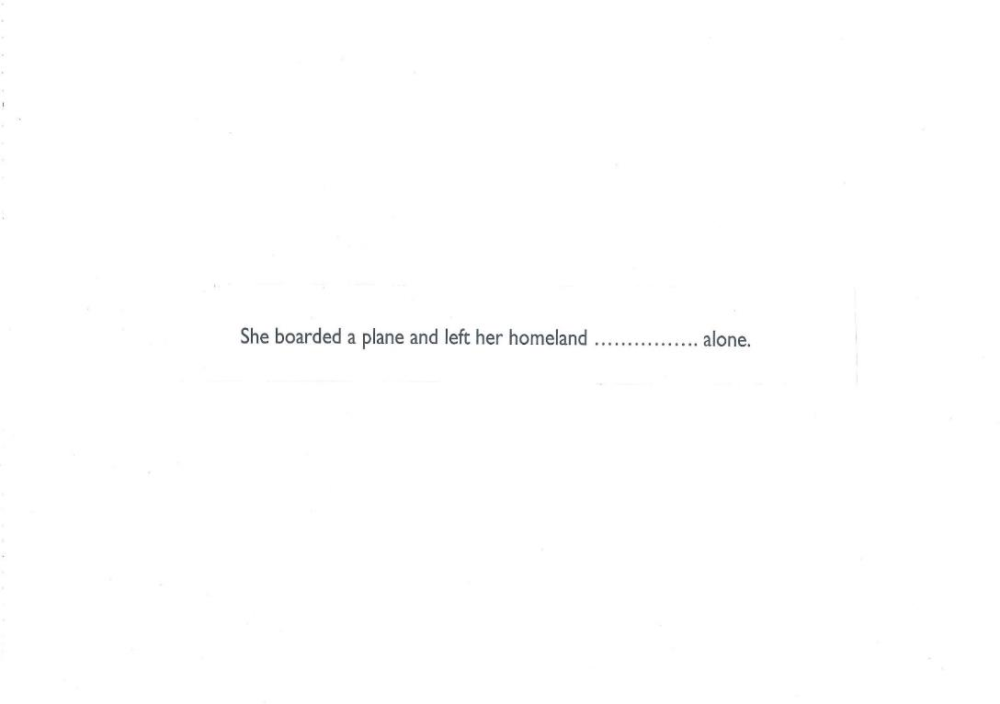 She boarded a plane and left her homeland ................ alone.